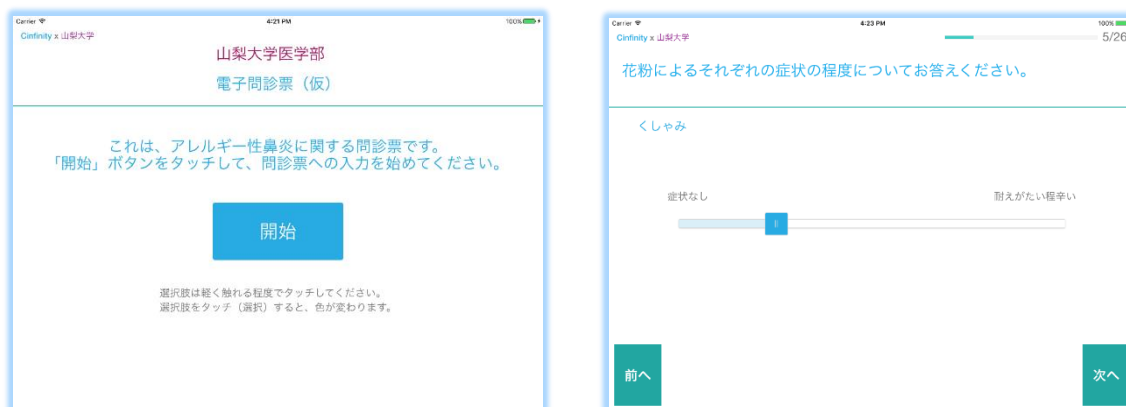 Carrier 4:21 PM 100%
Cinfinity x 山梨大学
山梨大学医学部
電子問診票（仮）
これは、アレルギー性鼻炎に関する問診票です。
「開始」ボタンをタッチして、問診票への入力を始めてください。
開始
選択肢は軽く触れる程度でタッチしてください。
選択肢をタッチ（選択）すると、色が変わります。
Carrier 4:23 PM 100%
Cinfinity x 山梨大学
5/26
花粉によるそれぞれの症状の程度についてお答えください。
くしゃみ
症状なし 耐えがたい程辛い
前へ 次へ